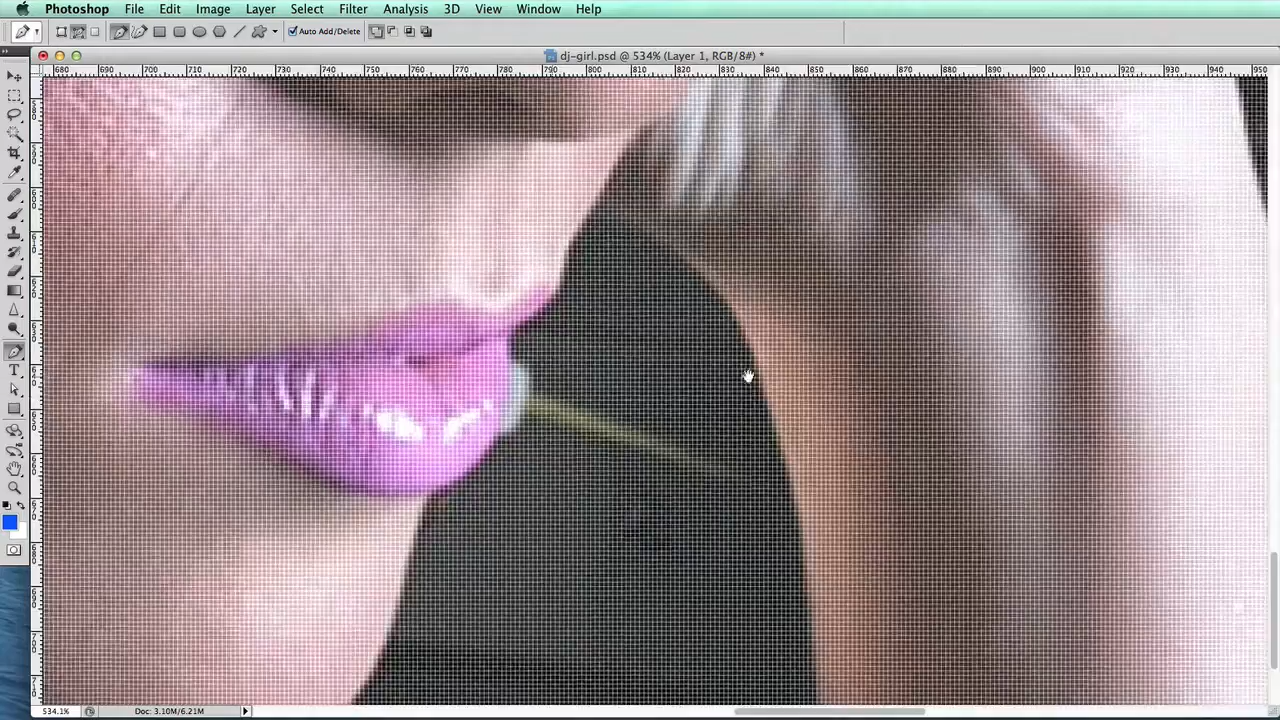 Photoshop File Edit Image Layer Select Filter Analysis 3D View Window Help
Auto Add/Delete
dj-girl.psd @ 534% (Layer 1, RGB/8#) *
680 690 700 710 720 730 740 750 760 770 780 790 800 810 820 830 840 850 860 870 880 890 900 910 920 930 940 950
T
534.1% Doc: 3.10M/6.21M